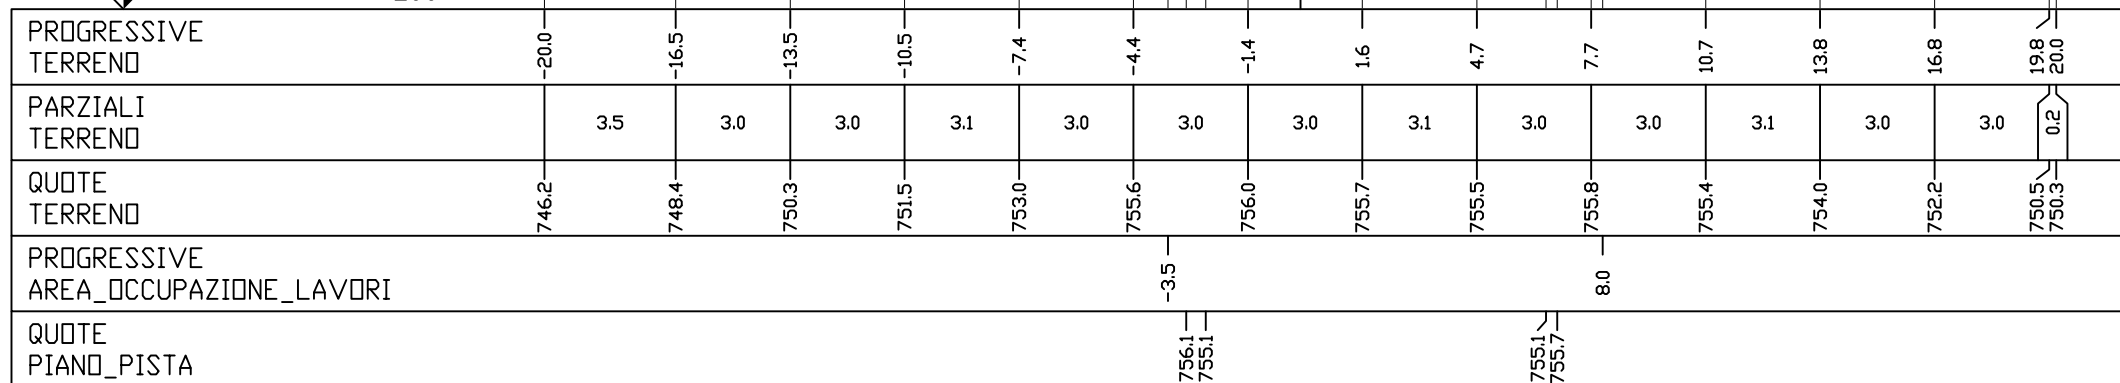 PROGRESSIVE
TERRENO
-20.0 -16.5 -13.5 -10.5 -7.4 -4.4 -1.4 1.6 4.7 7.7 10.7 13.8 16.8 19.8 20.0
PARZIALI
TERRENO
3.5 3.0 3.0 3.1 3.0 3.0 3.0 3.1 3.0 3.0 3.1 3.0 3.0 0.2
QUOTE
TERRENO
746.2 748.4 750.3 751.5 753.0 755.6 756.0 755.7 755.5 755.8 755.4 754.0 752.2 750.5 750.3
PROGRESSIVE
AREA_OCCUPAZIONE_LAVORI
-3.5 8.0
QUOTE
PIANO_PISTA
756.1 755.1 755.1 755.7